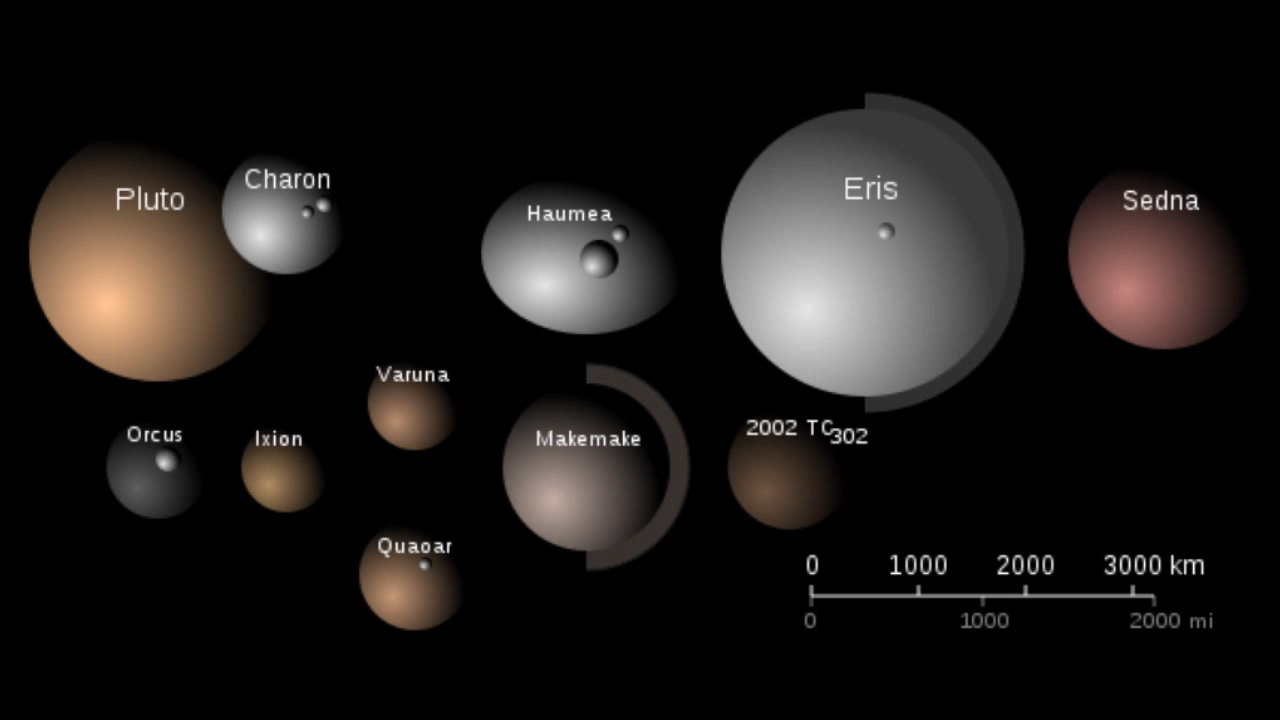 Pluto
Charon
Haumea
Eris
Sedna
Varuna
Orcus
Ixion
Makemake
2002 TC302
Quaoar
0 1000 2000 3000 km
0 1000 2000 mi